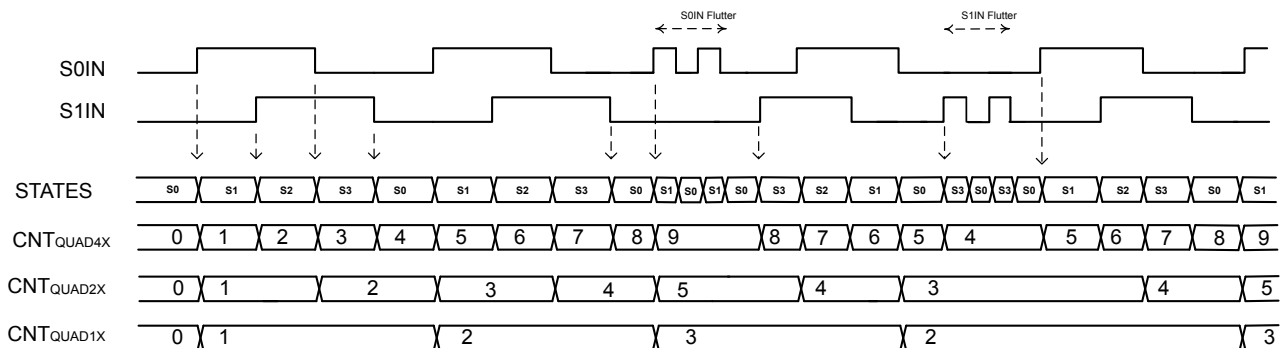 S0IN Flutter S1IN Flutter
S0IN
S1IN
STATES S0 S1 S2 S3 S0 S1 S2 S3 S0 S1 S0 S1 S0 S3 S2 S1 S0 S3 S0 S3 S0 S1 S2 S3 S0 S1
CNTQUAD4X 0 1 2 3 4 5 6 7 8 9 8 7 6 5 4 5 6 7 8 9
CNTQUAD2X 0 1 2 3 4 5 4 3 4 5
CNTQUAD1X 0 1 2 3 2 3